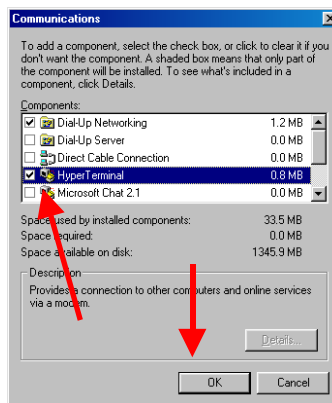 Communications
To add a component, select the check box, or click to clear it if you
don't want the component. A shaded box means that only part of
the component will be installed. To see what's included in a
component, click Details.
Components:
Dial-Up Networking 1.2 MB
Dial-Up Server 0.0 MB
Direct Cable Connection 0.0 MB
HyperTerminal 0.8 MB
Microsoft Chat 2.1 0.0 MB
Space used by installed components: 33.5 MB
Space required: 0.0 MB
Space available on disk: 1345.9 MB
Description
Provides a connection to other computers and online services
via a modem.
Details...
OK Cancel